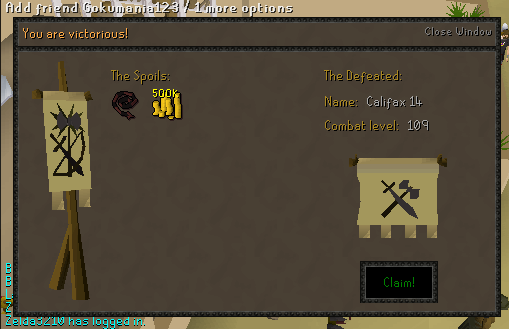 Add friend Gokumania123 / 1 more options
You are victorious!
Close Window
The Spoils:
500K
The Defeated:
Name: Califax 14
Combat level: 109
Claim!
Zelda3210 has logged in.